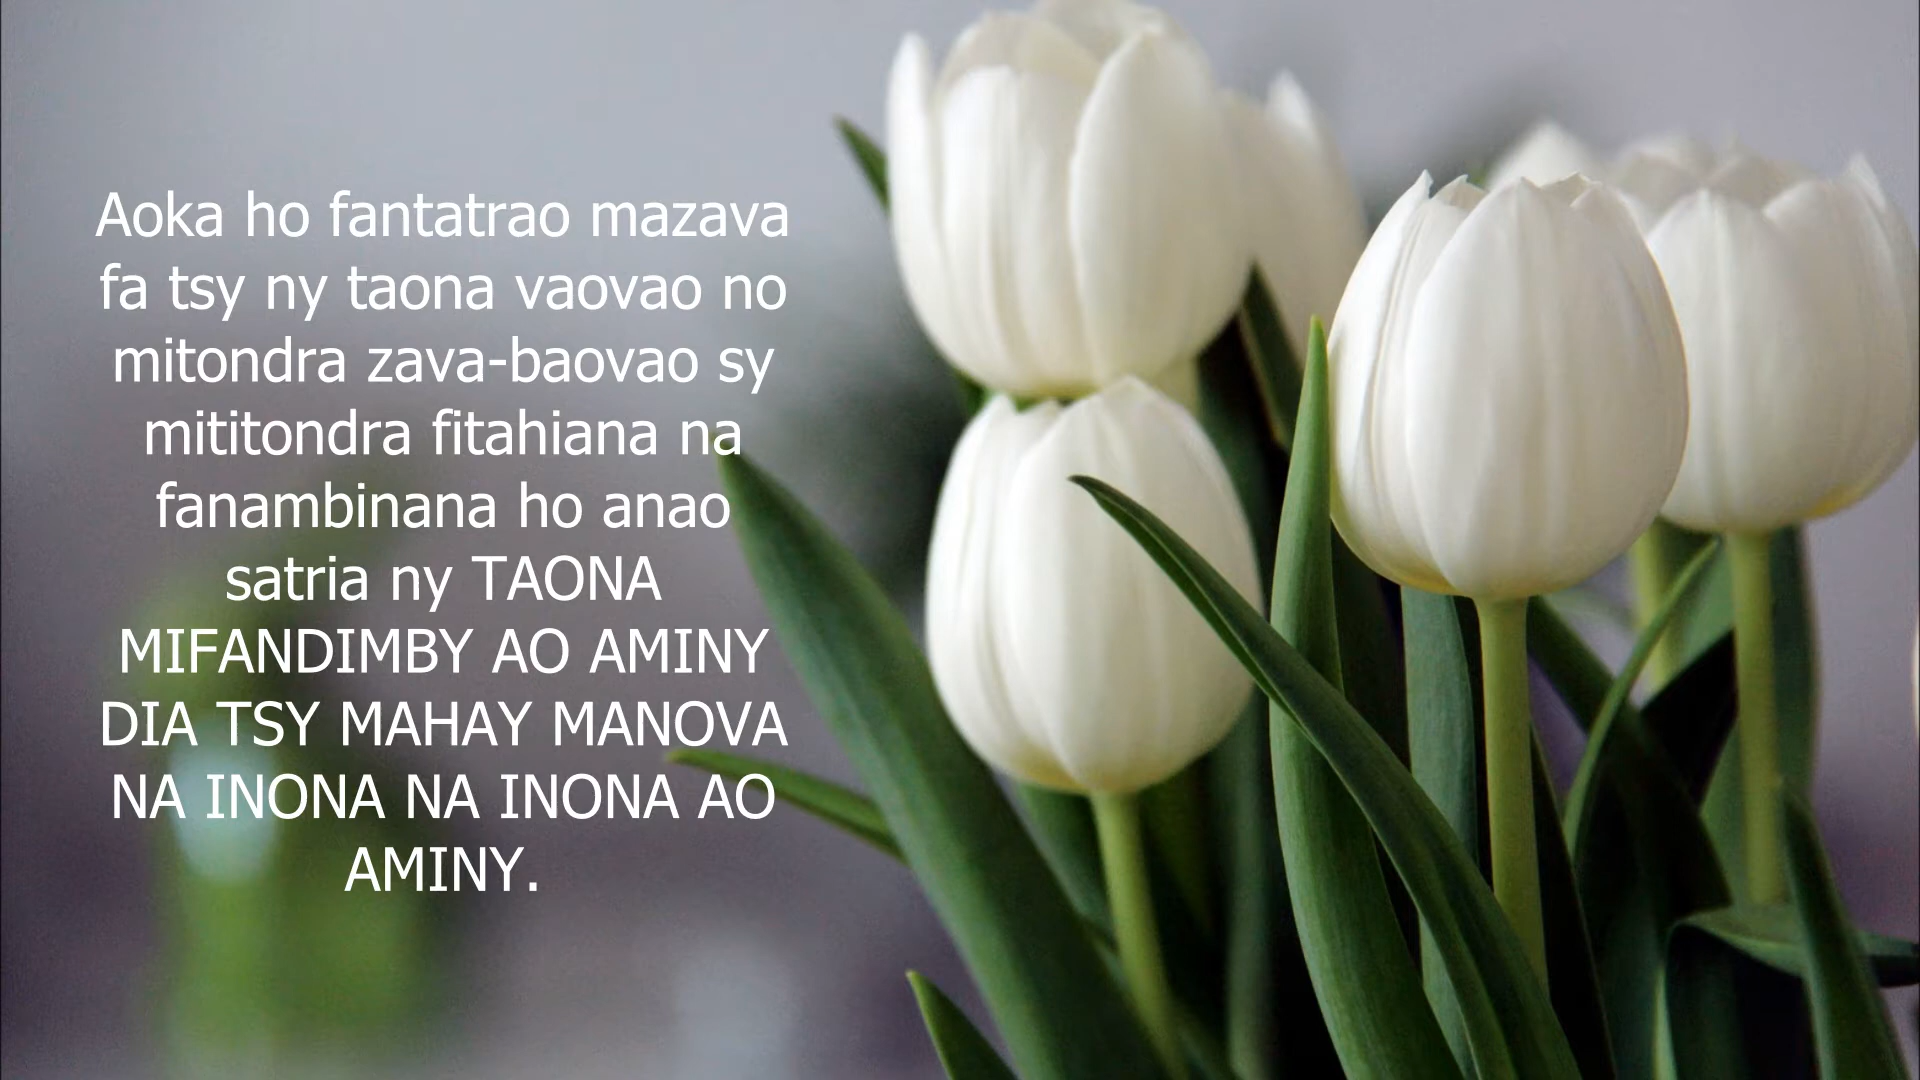 Aoka ho fantatrao mazava
fa tsy ny taona vaovao no
mitondra zava-baovao sy
mititondra fitahiana na
fanambinana ho anao
satria ny TAONA
MIFANDIMBY AO AMINY
DIA TSY MAHAY MANOVA
NA INONA NA INONA AO
AMINY.